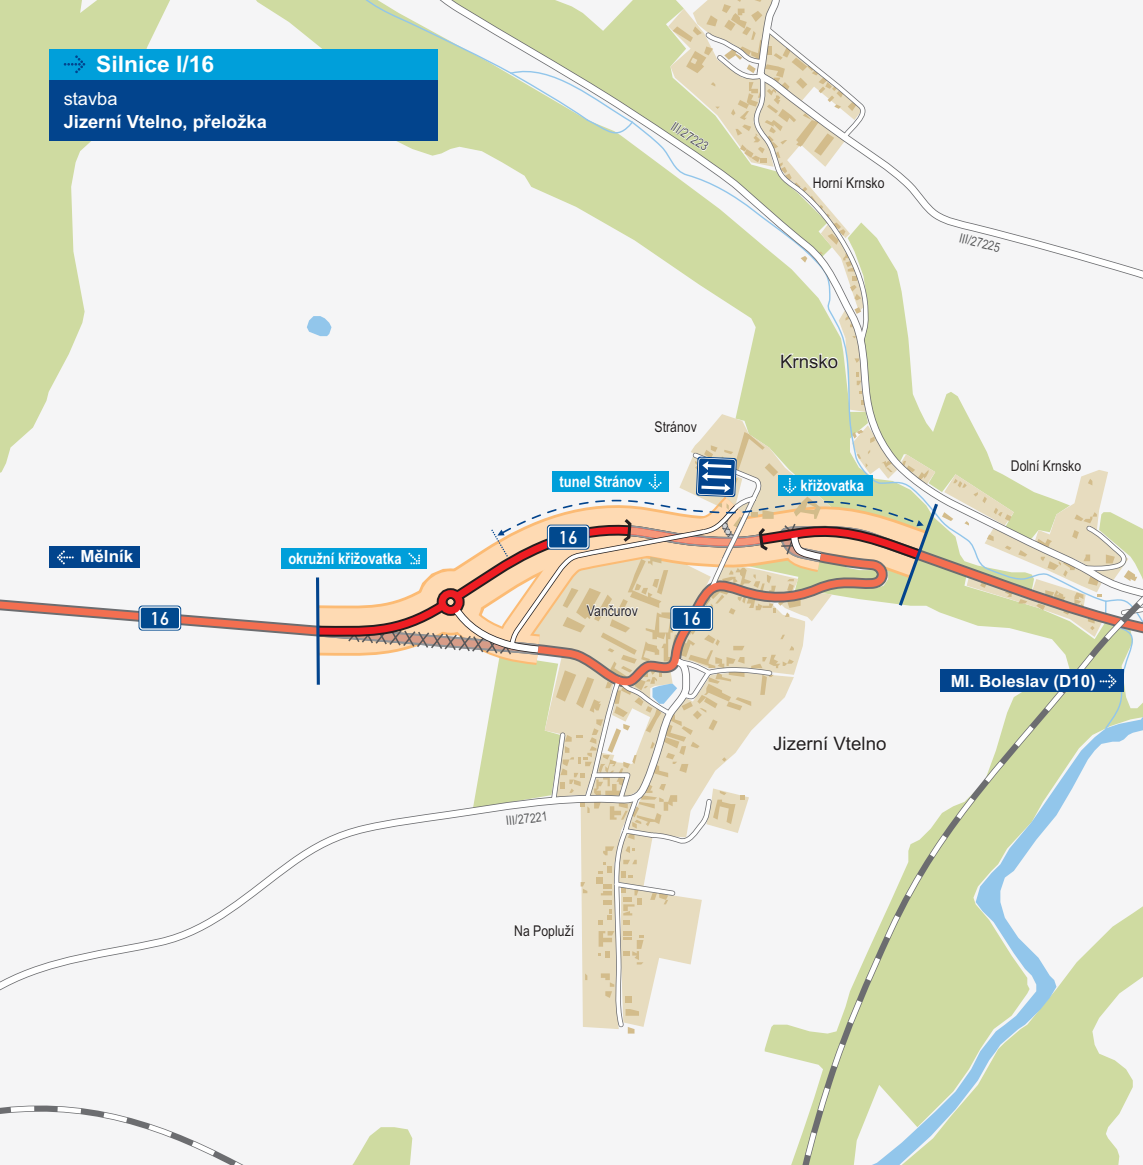 Silnice I/16
stavba
Jizerní Vtelno, přeložka
III/27223
Horní Krnsko
III/27225
Krnsko
Stránov
Dolní Krnsko
tunel Stránov
křižovatka
16
Mělník
okružní křižovatka
16
Vančurov
16
Ml. Boleslav (D10)
Jizerní Vtelno
III/27221
Na Popluží